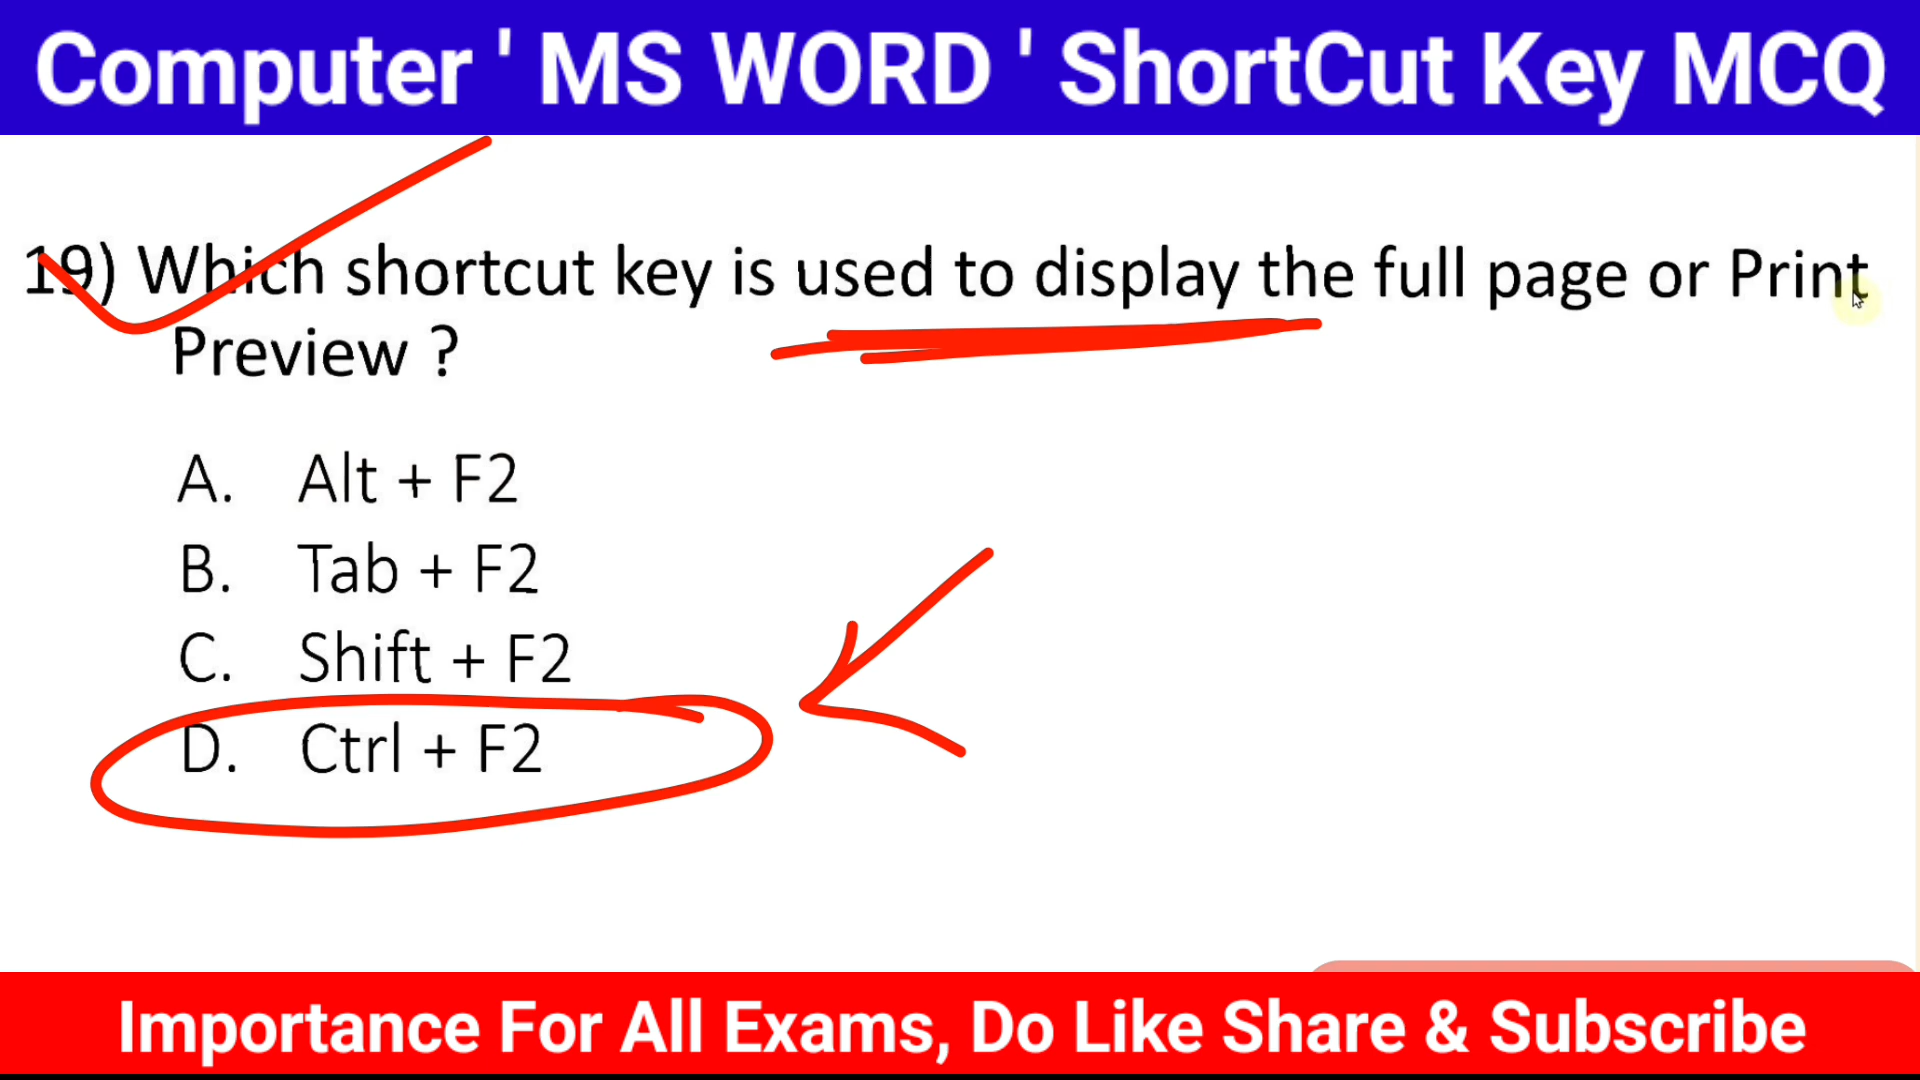 Computer ' MS WORD ' ShortCut Key MCQ
19) Which shortcut key is used to display the full page or Print
Preview ?
A. Alt + F2
B. Tab + F2
C. Shift + F2
D. Ctrl + F2
Importance For All Exams, Do Like Share & Subscribe